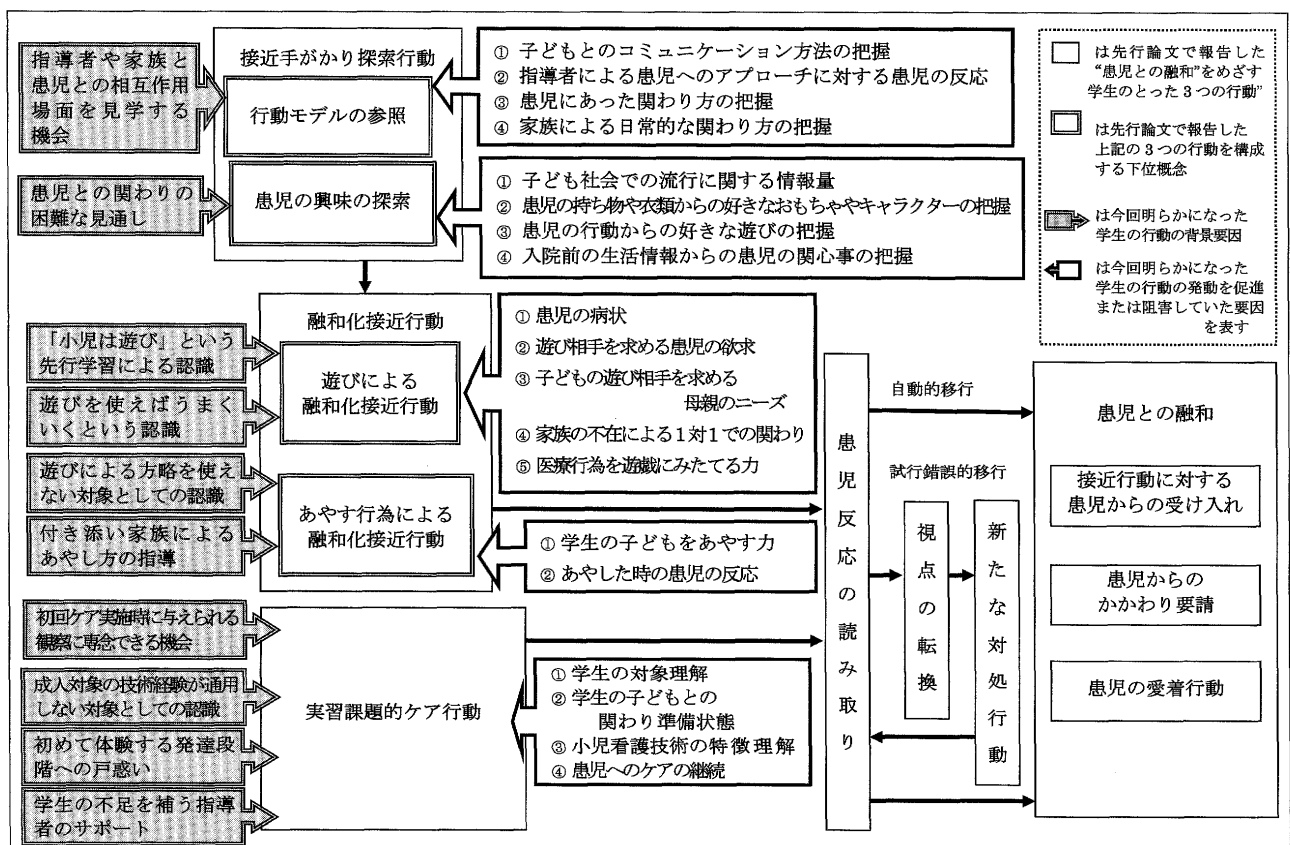 指導者や家族と
患児との相互作用
場面を見学する
機会
患児との関わりの
困難な見通し
接近手がかり探索行動
行動モデルの参照
患児の興味の探索
① 子どもとのコミュニケーション方法の把握
② 指導者による患児へのアプローチに対する患児の反応
③ 患児にあった関わり方の把握
④ 家族による日常的な関わり方の把握
① 子ども社会での流行に関する情報量
② 患児の持ち物や衣類からの好きなおもちゃやキャラクターの把握
③ 患児の行動からの好きな遊びの把握
④ 入院前の生活情報からの患児の関心事の把握
は先行論文で報告した
“患児との融和”をめざす
学生のとった3つの行動”
は先行論文で報告した
上記の3つの行動を構成
する下位概念
は今回明らかになった
学生の行動の背景要因
は今回明らかになった
学生の行動の発動を促進
または阻害していた要因
を表す
「小児は遊び」という
先行学習による認識
遊びを使えばうまく
いくという認識
遊びによる方略を使え
ない対象としての認識
付き添い家族による
あやし方の指導
融和化接近行動
遊びによる
融和化接近行動
あやす行為による
融和化接近行動
① 患児の病状
② 遊び相手を求める患児の欲求
③ 子どもの遊び相手を求める
母親のニーズ
④ 家族の不在による1対1での関わり
⑤ 医療行為を遊戯にみたてる力
① 学生の子どもをあやす力
② あやした時の患児の反応
初回ケア実施時に与えられる
観察に専念できる機会
成人対象の技術経験が通用
しない対象としての認識
初めて体験する発達段
階への戸惑い
学生の不足を補う指導
者のサポート
実習課題的ケア行動
① 学生の対象理解
② 学生の子どもとの
関わり準備状態
③ 小児看護技術の特徴理解
④ 患児へのケアの継続
患児反応の読み取り
自動的移行
試行錯誤的移行
視点の転換
新たな対処行動
患児との融和
接近行動に対する
患児からの受け入れ
患児からの
かかわり要請
患児の愛着行動